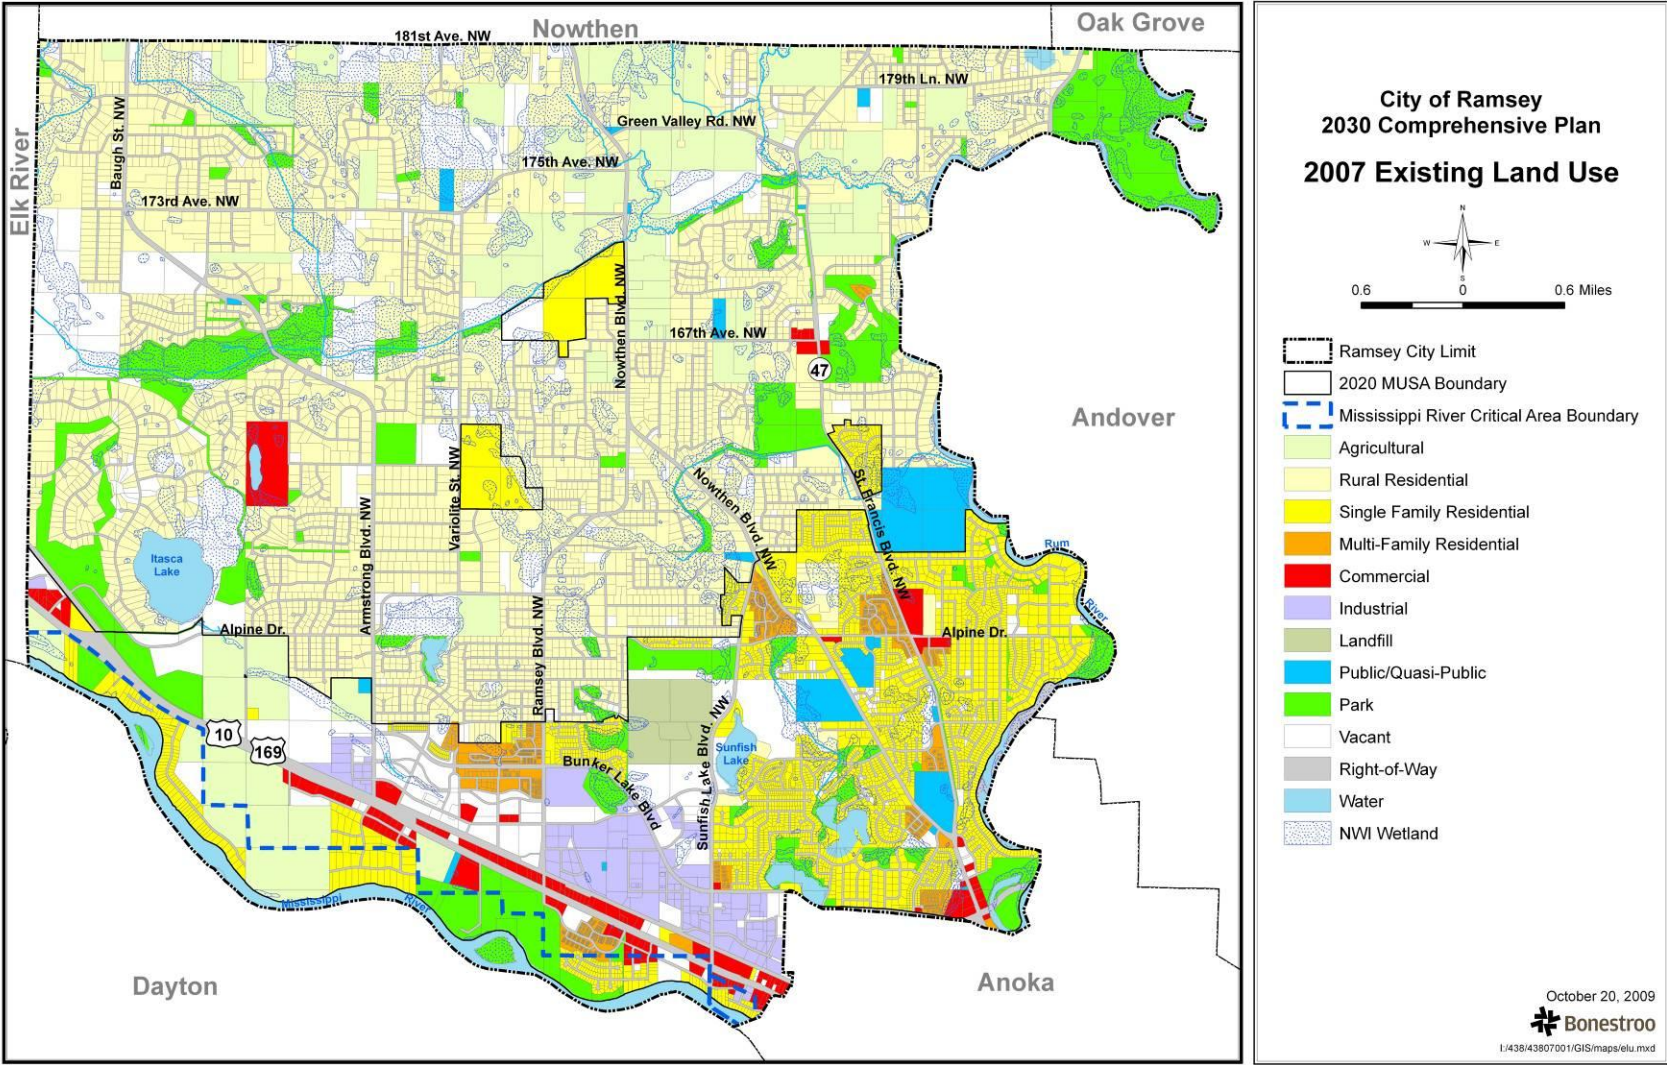 Nowthen
Oak Grove
181st Ave. NW
179th Ln. NW
Green Valley Rd. NW
Baugh St. NW
175th Ave. NW
Elk River
173rd Ave. NW
Nowthen Blvd. NW
167th Ave. NW
47
Andover
Variolite St. NW
Nowthen Blvd. NW
St. Francis Blvd. NW
Armstrong Blvd. NW
Itasca
Lake
Rum
River
Ramsey Blvd. NW
Alpine Dr.
Alpine Dr.
10
169
Sunfish Lake Blvd. NW
Sunfish
Lake
Bunker Lake Blvd
Mississippi
River
Dayton
Anoka
City of Ramsey
2030 Comprehensive Plan
2007 Existing Land Use
N
W
E
S
0.6 0 0.6 Miles
Ramsey City Limit
2020 MUSA Boundary
Mississippi River Critical Area Boundary
Agricultural
Rural Residential
Single Family Residential
Multi-Family Residential
Commercial
Industrial
Landfill
Public/Quasi-Public
Park
Vacant
Right-of-Way
Water
NWI Wetland
October 20, 2009
Bonestroo
I:/438/43807001/GIS/maps/elu.mxd